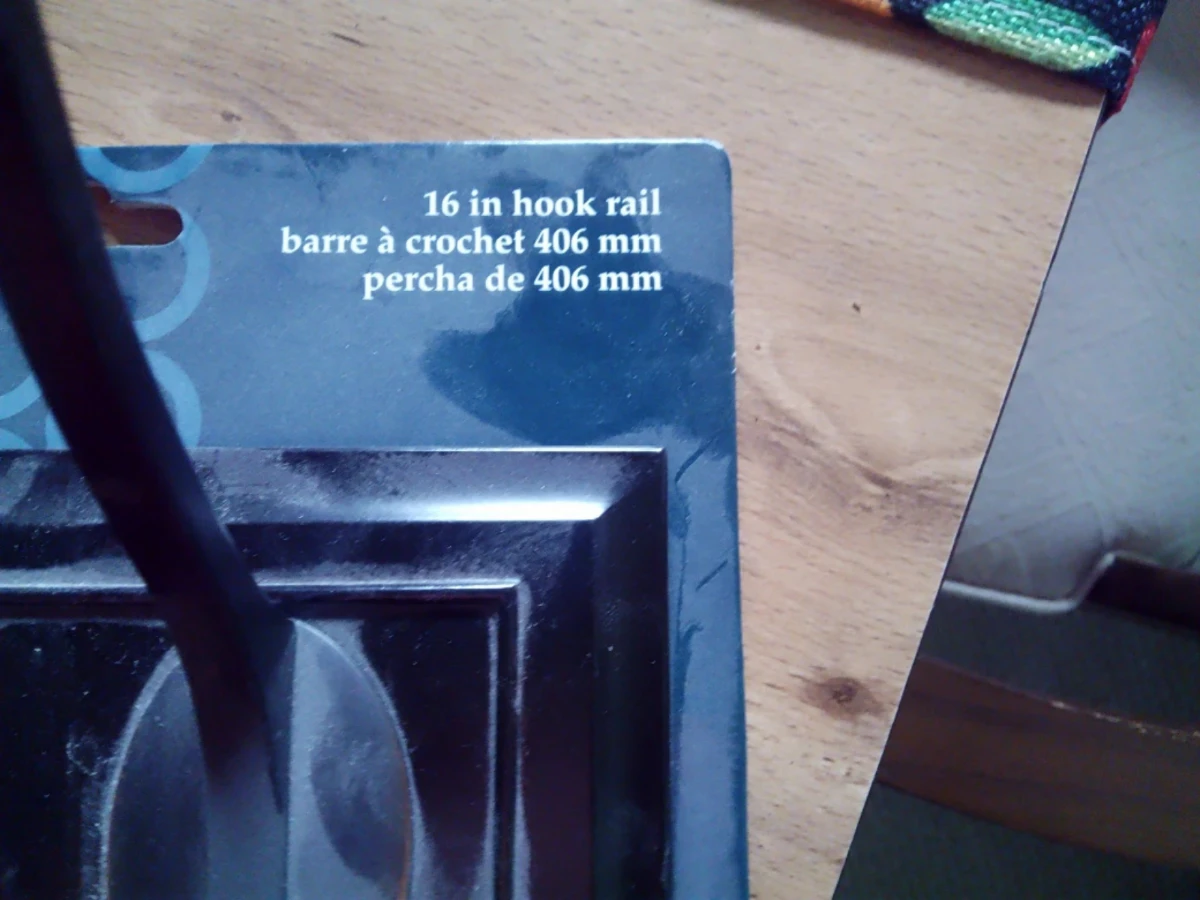 16 in hook rail
barre à crochet 406 mm
percha de 406 mm